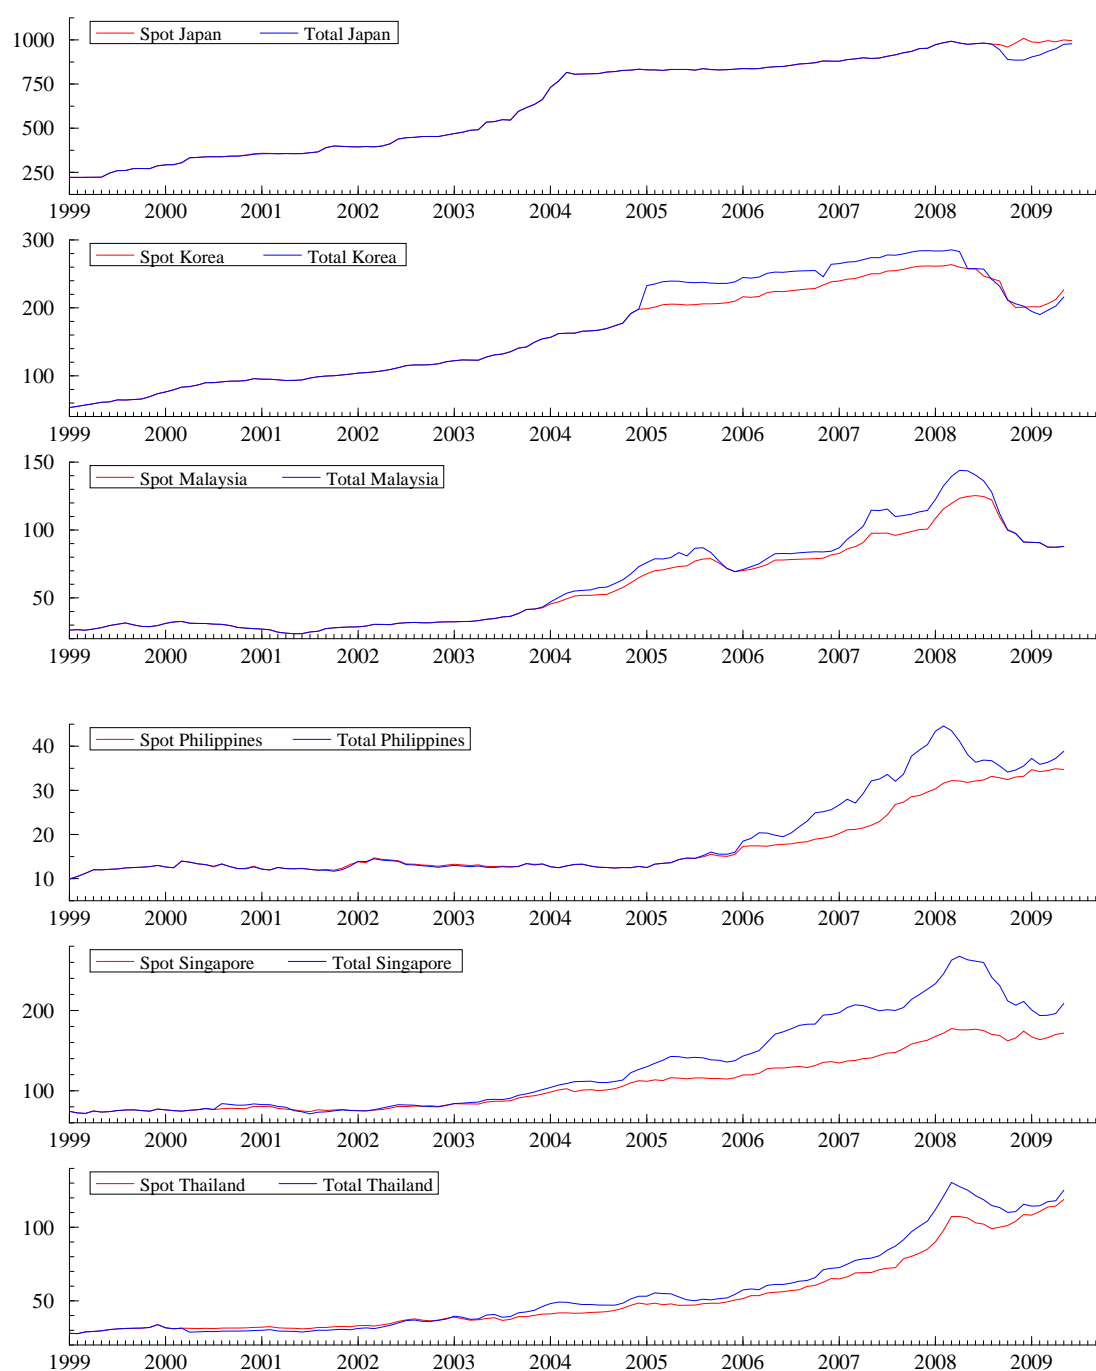 Spot Japan Total Japan
1000
750
500
250
1999 2000 2001 2002 2003 2004 2005 2006 2007 2008 2009
300
Spot Korea Total Korea
200
100
1999 2000 2001 2002 2003 2004 2005 2006 2007 2008 2009
150
Spot Malaysia Total Malaysia
100
50
1999 2000 2001 2002 2003 2004 2005 2006 2007 2008 2009
Spot Philippines Total Philippines
40
30
20
10
1999 2000 2001 2002 2003 2004 2005 2006 2007 2008 2009
Spot Singapore Total Singapore
200
100
1999 2000 2001 2002 2003 2004 2005 2006 2007 2008 2009
Spot Thailand Total Thailand
100
50
1999 2000 2001 2002 2003 2004 2005 2006 2007 2008 2009